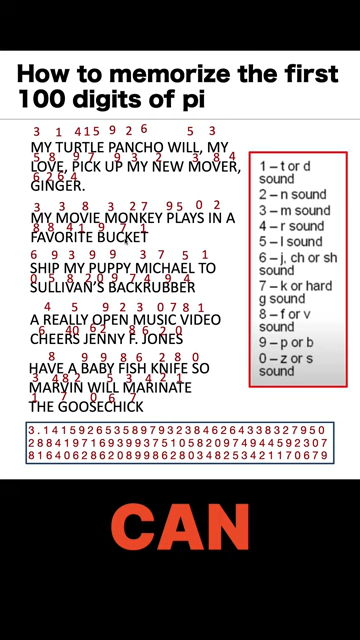 How to memorize the first
100 digits of pi
3 1 4 1 5 9 2 6 5 3
MY TURTLE PANCHO WILL, MY
5 8 9 7 9 3 2 3 8 4
LOVE, PICK UP MY NEW MOVER,
6 2 6 4
GINGER.
3 3 8 3 2 7 9 5 0 2
MY MOVIE MONKEY PLAYS IN A
8 8 4 1 9 7 1
FAVORITE BUCKET
6 9 3 9 9 3 7 5 1
SHIP MY PUPPY MICHAEL TO
0 5 8 2 0 9 7 4 9 4
SULLIVAN'S BACKRUBBER
4 5 9 2 3 0 7 8 1
A REALLY OPEN MUSIC VIDEO
6 4 0 6 2 8 6 2 0
CHEERS JENNY F. JONES
8 9 9 8 6 2 8 0
HAVE A BABY FISH KNIFE SO
3 4 8 2 5 3 4 2 1
MARVIN WILL MARINATE
1 7 0 6 7
THE GOOSECHICK
1 – t or d
sound
2 – n sound
3 – m sound
4 – r sound
5 – l sound
6 – j, ch or sh
sound
7 – k or hard
g sound
8 – f or v
sound
9 – p or b
0 – z or s
sound
3.14159265358979323846264338327950
2884197169399375105820974944592307
8164062862089986280348253421170679
CAN